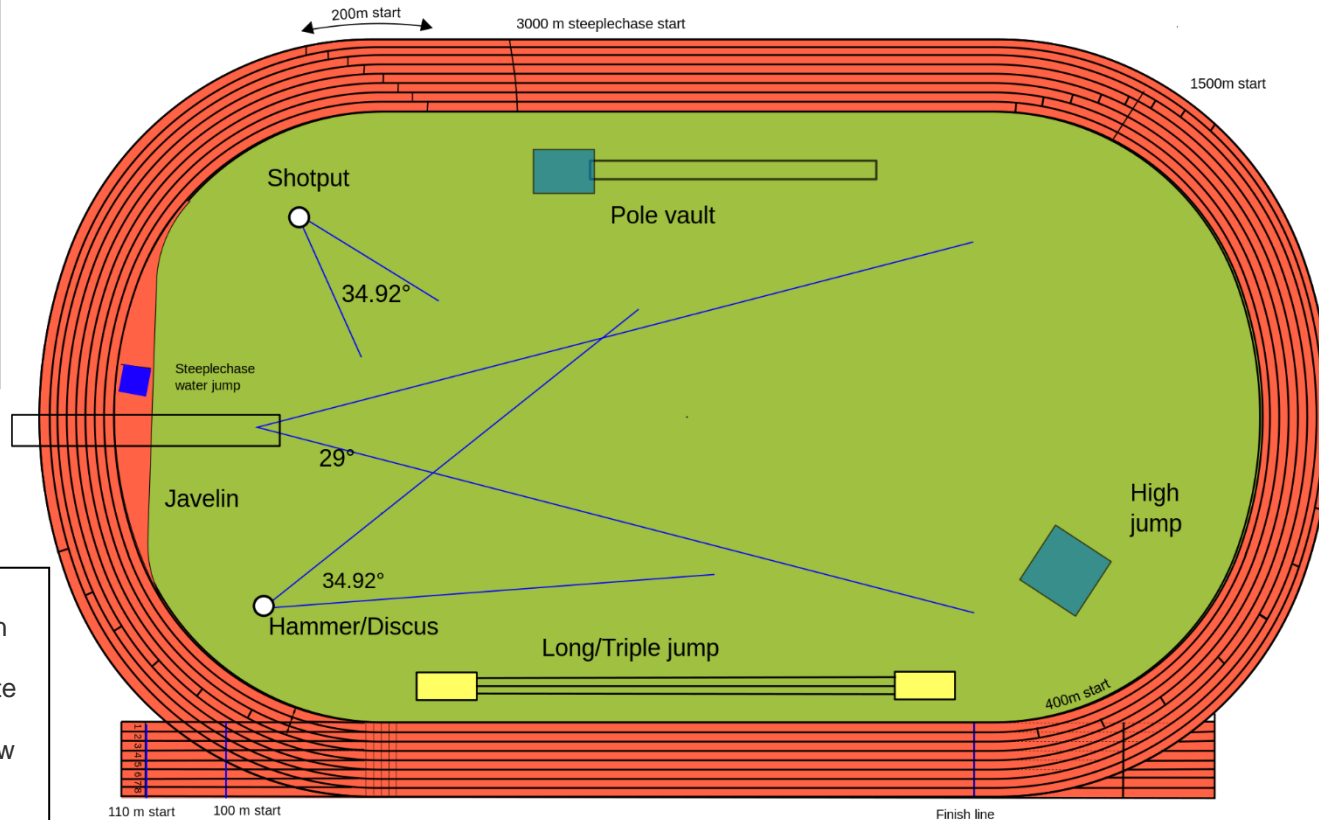 200m start
3000 m steeplechase start
1500m start
Shotput
34.92°
Pole vault
Steeplechase
water jump
29°
Javelin
High
jump
34.92°
Hammer/Discus
Long/Triple jump
400m start
1 2 3 4 5 6 7 8
110 m start
100 m start
Finish line